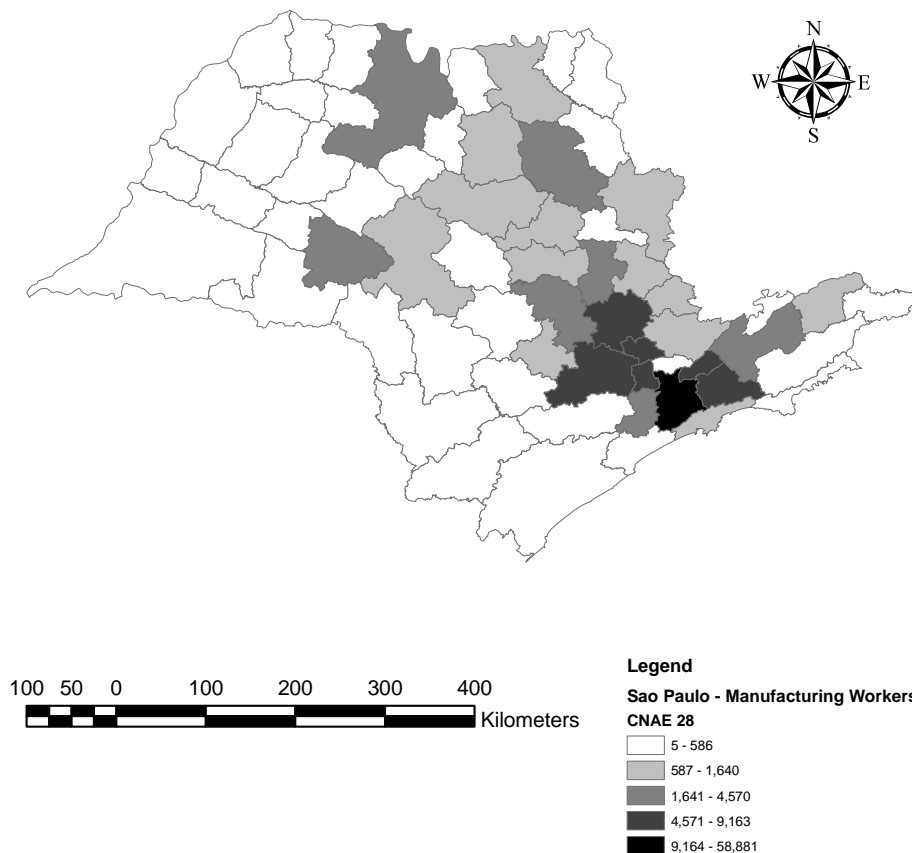 N
W E
S
100 50 0 100 200 300 400
Kilometers
Legend
Sao Paulo - Manufacturing Workers
CNAE 28
5 - 586
587 - 1,640
1,641 - 4,570
4,571 - 9,163
9,164 - 58,881